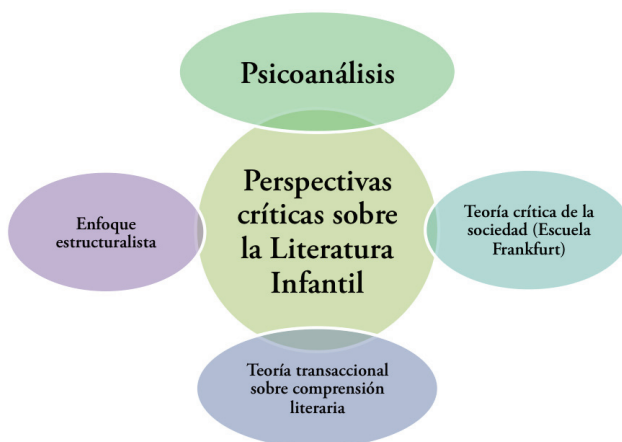 Psicoanálisis
Perspectivas
críticas sobre
la Literatura
Infantil
Enfoque
estructuralista
Teoría crítica de la
sociedad (Escuela
Frankfurt)
Teoría transaccional
sobre comprensión
literaria